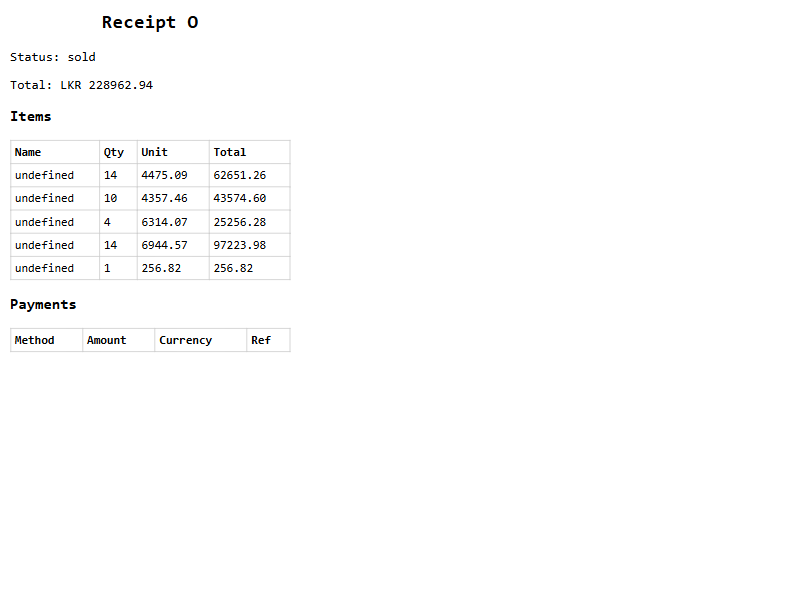 Receipt O
Status: sold
Total: LKR 228962.94
Items
Name Qty Unit Total
undefined 14 4475.09 62651.26
undefined 10 4357.46 43574.60
undefined 4 6314.07 25256.28
undefined 14 6944.57 97223.98
undefined 1 256.82 256.82
Payments
Method Amount Currency Ref